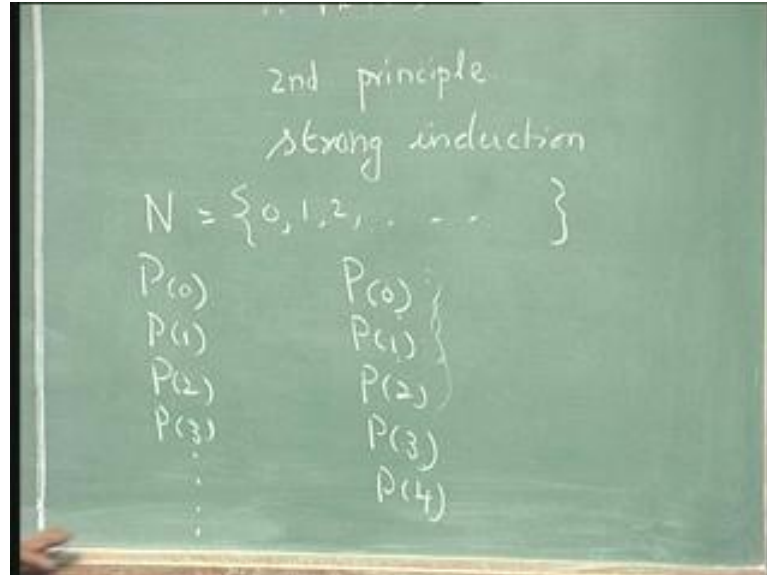 2nd principle
strong induction
N = {0, 1, 2, . - - - }
P(0) P(0)
P(1) P(1)
P(2) P(2)
P(3) P(3)
P(4)